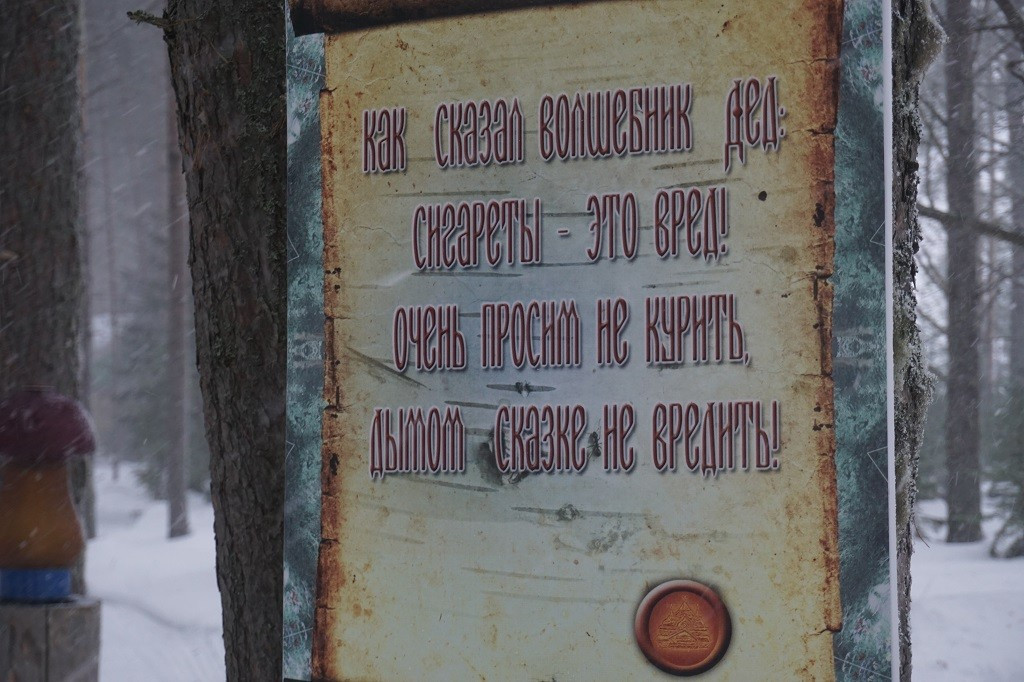 Как сказал волшебник Дед:
Сигареты - это вред!
Очень просим не курить,
Дымом сказке не вредить!